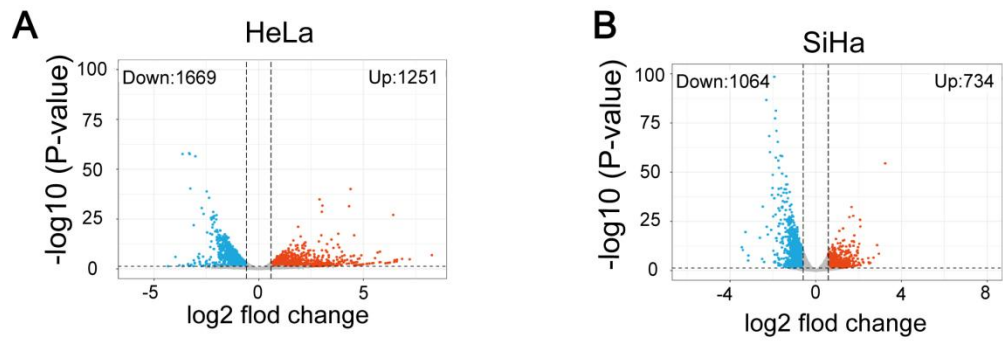 A
HeLa
-log10 (P-value)
100
75
50
25
0
Down:1669
Up:1251
-5
0
5
log2 flod change
B
SiHa
-log10 (P-value)
100
75
50
25
0
Down:1064
Up:734
-4
0
4
8
log2 flod change